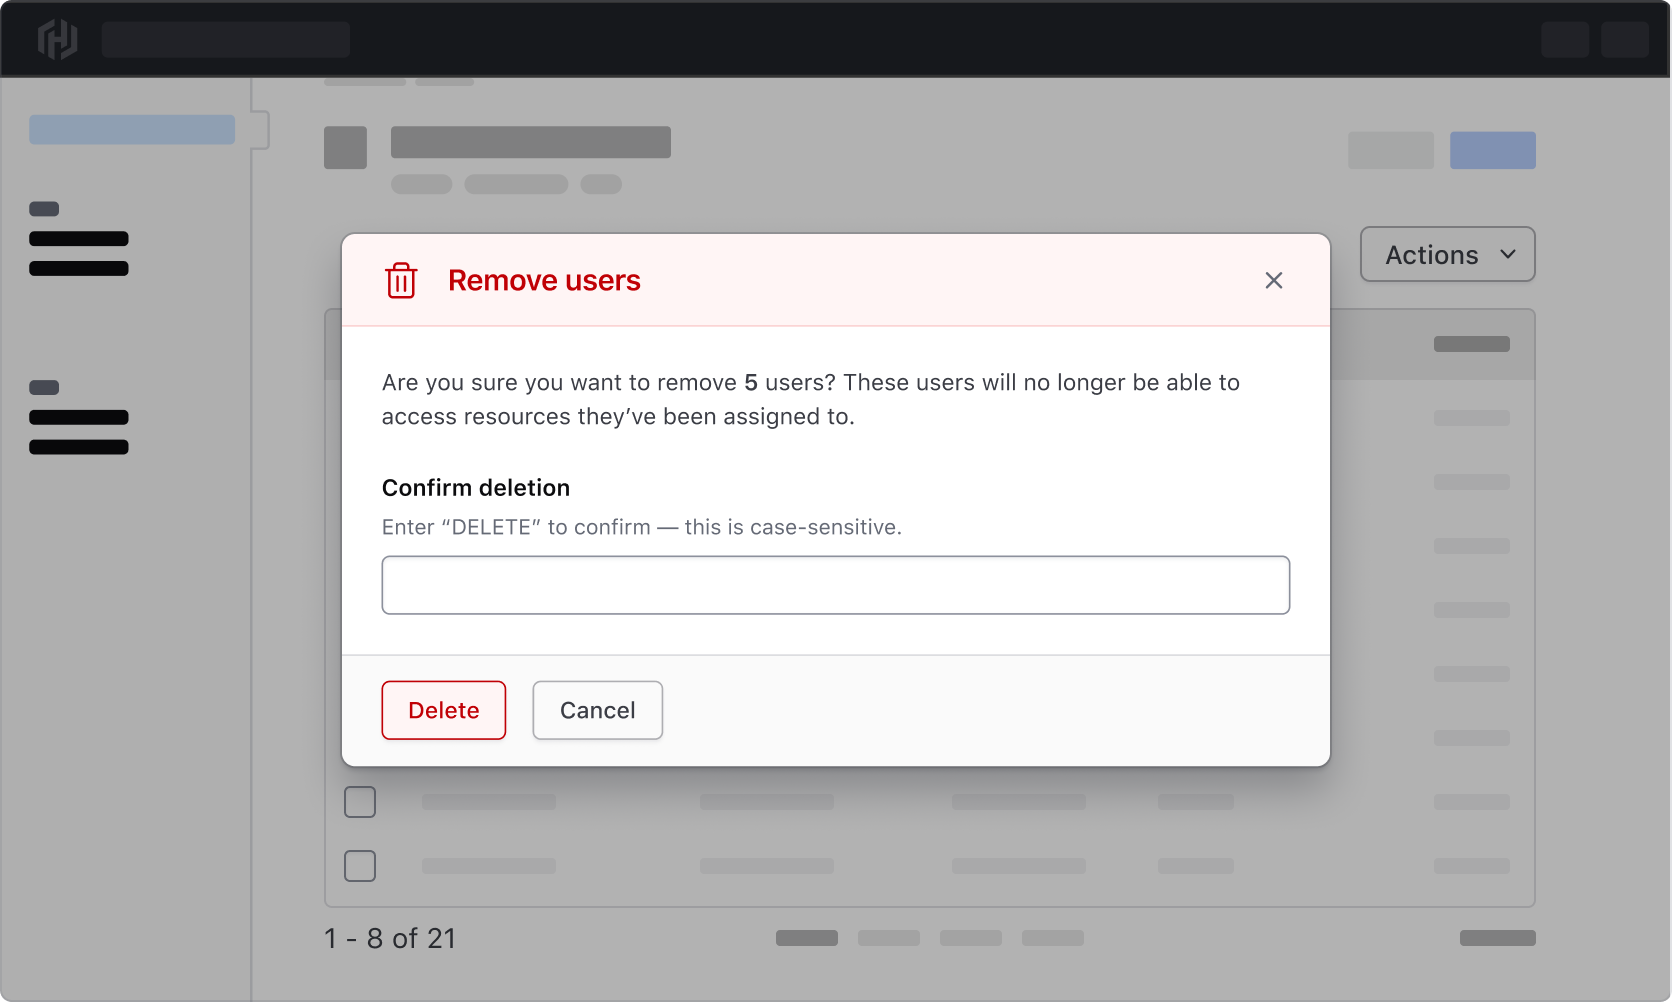 Actions
Remove users
Are you sure you want to remove 5 users? These users will no longer be able to
access resources they’ve been assigned to.
Confirm deletion
Enter “DELETE” to confirm — this is case-sensitive.
Delete
Cancel
1 - 8 of 21